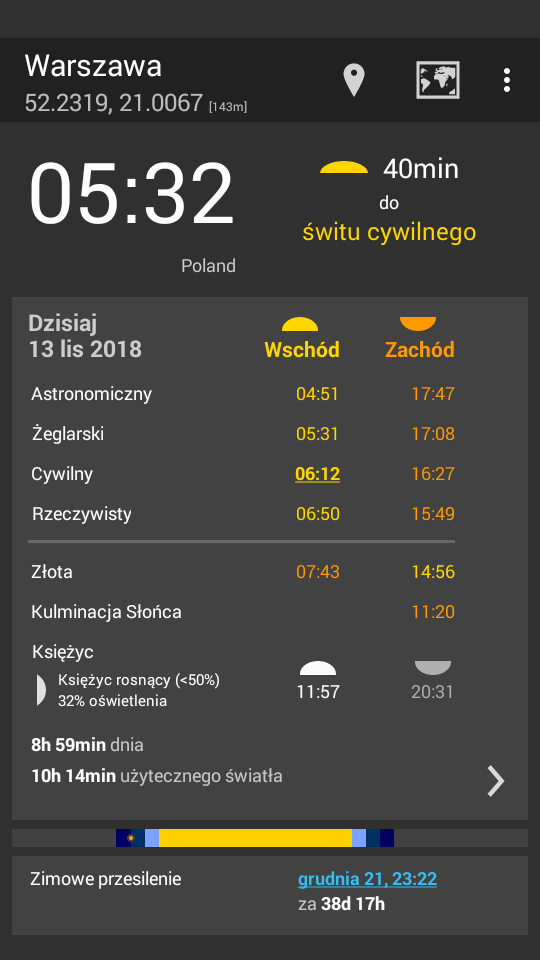 Warszawa
52.2319, 21.0067 [143m]
05:32
40min
do
świtu cywilnego
Poland
Dzisiaj
13 lis 2018
Wschód Zachód
Astronomiczny 04:51 17:47
Żeglarski 05:31 17:08
Cywilny 06:12 16:27
Rzeczywisty 06:50 15:49
Złota 07:43 14:56
Kulminacja Słońca 11:20
Księżyc
Księżyc rosnący (<50%)
32% oświetlenia
11:57 20:31
8h 59min dnia
10h 14min użytecznego światła
Zimowe przesilenie grudnia 21, 23:22
za 38d 17h